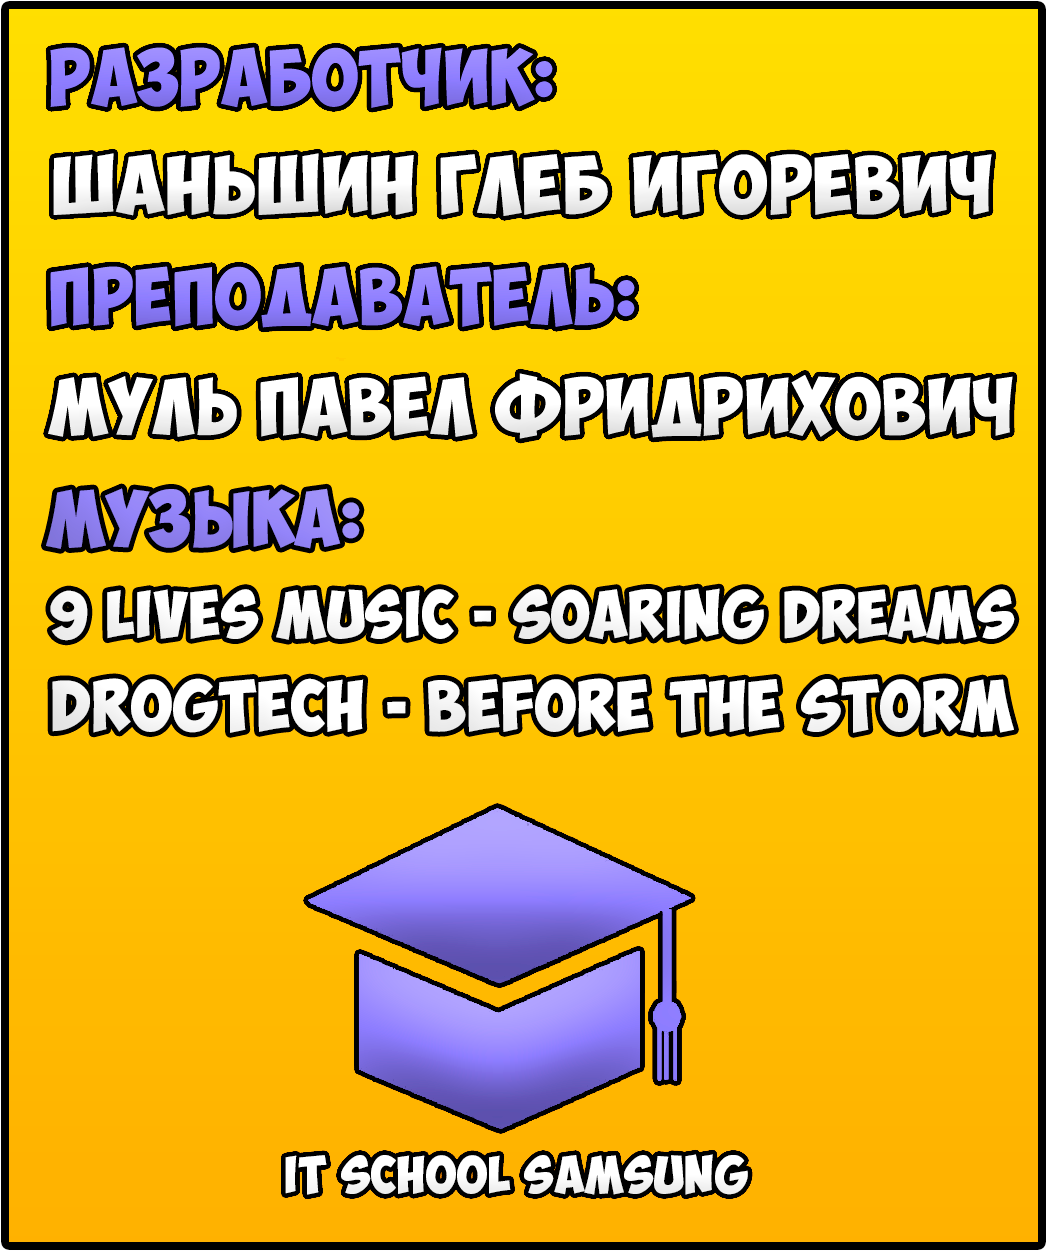 РАЗРАБОТЧИК:
ШАНЬШИН ГЛЕБ ИГОРЕВИЧ
ПРЕПОДАВАТЕЛЬ:
МУЛЬ ПАВЕЛ ФРИДРИХОВИЧ
МУЗЫКА:
9 LIVES MUSIC - SOARING DREAMS
DROGTECH - BEFORE THE STORM
IT SCHOOL SAMSUNG